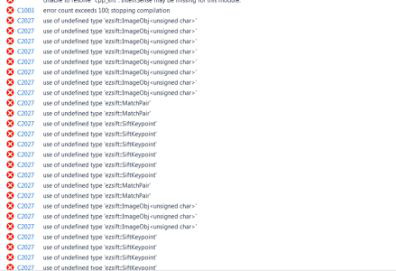 Unable to resolve 'cpp_stl'. IntelliSense may be missing for this module.
C1003 error count exceeds 100; stopping compilation
C2027 use of undefined type 'ezsift::ImageObj<unsigned char>'
C2027 use of undefined type 'ezsift::ImageObj<unsigned char>'
C2027 use of undefined type 'ezsift::ImageObj<unsigned char>'
C2027 use of undefined type 'ezsift::ImageObj<unsigned char>'
C2027 use of undefined type 'ezsift::ImageObj<unsigned char>'
C2027 use of undefined type 'ezsift::ImageObj<unsigned char>'
C2027 use of undefined type 'ezsift::ImageObj<unsigned char>'
C2027 use of undefined type 'ezsift::ImageObj<unsigned char>'
C2027 use of undefined type 'ezsift::MatchPair'
C2027 use of undefined type 'ezsift::MatchPair'
C2027 use of undefined type 'ezsift::SiftKeypoint'
C2027 use of undefined type 'ezsift::SiftKeypoint'
C2027 use of undefined type 'ezsift::SiftKeypoint'
C2027 use of undefined type 'ezsift::SiftKeypoint'
C2027 use of undefined type 'ezsift::SiftKeypoint'
C2027 use of undefined type 'ezsift::SiftKeypoint'
C2027 use of undefined type 'ezsift::MatchPair'
C2027 use of undefined type 'ezsift::MatchPair'
C2027 use of undefined type 'ezsift::ImageObj<unsigned char>'
C2027 use of undefined type 'ezsift::ImageObj<unsigned char>'
C2027 use of undefined type 'ezsift::ImageObj<unsigned char>'
C2027 use of undefined type 'ezsift::SiftKeypoint'
C2027 use of undefined type 'ezsift::SiftKeypoint'
C2027 use of undefined type 'ezsift::SiftKeypoint'
C2027 use of undefined type 'ezsift::SiftKeypoint'